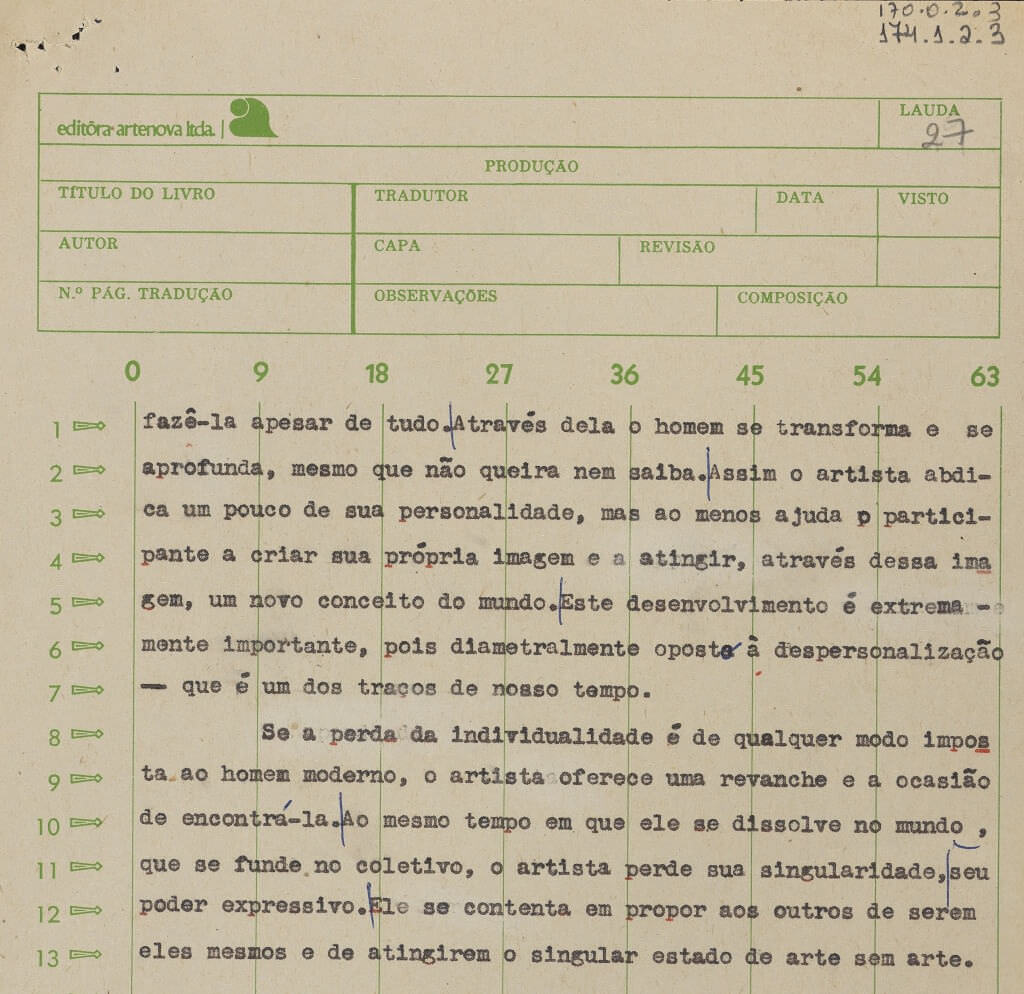 170.0.2.3
174.1.2.3
editôra-artenova ltda.
LAUDA
27
PRODUÇÃO
TÍTULO DO LIVRO TRADUTOR DATA VISTO
AUTOR CAPA REVISÃO
N.º PÁG. TRADUÇÃO OBSERVAÇÕES COMPOSIÇÃO
0 9 18 27 36 45 54 63
1 fazê-la apesar de tudo. Através dela o homem se transforma e se
2 aprofunda, mesmo que não queira nem saiba. Assim o artista abdi-
3 ca um pouco de sua personalidade, mas ao menos ajuda o partici-
4 pante a criar sua própria imagem e a atingir, através dessa ima
5 gem, um novo conceito do mundo. Este desenvolvimento é extrema -
6 mente importante, pois diametralmente oposto à despersonalização
7 — que é um dos traços de nosso tempo.
8 Se a perda da individualidade é de qualquer modo impos
9 ta ao homem moderno, o artista oferece uma revanche e a ocasião
10 de encontrá-la. Ao mesmo tempo em que ele se dissolve no mundo ,
11 que se funde no coletivo, o artista perde sua singularidade, seu
12 poder expressivo. Ele se contenta em propor aos outros de serem
13 eles mesmos e de atingirem o singular estado de arte sem arte.